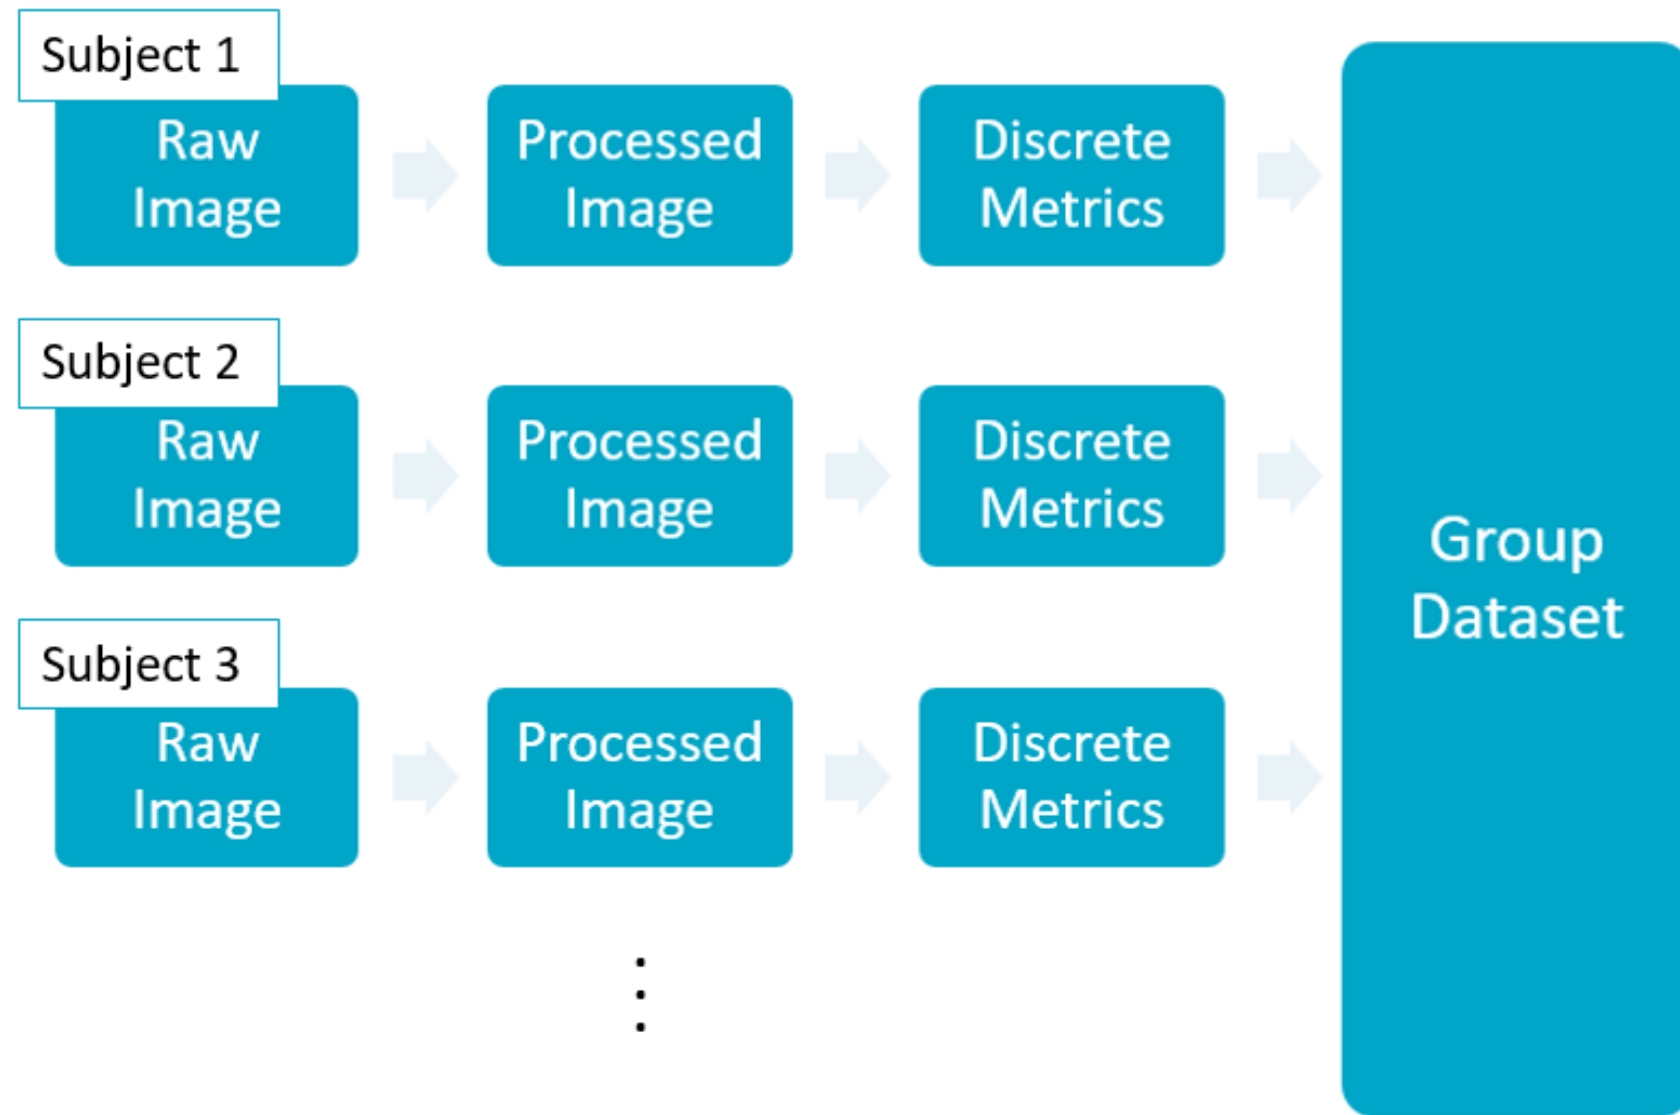 Subject 1
Raw
Image
Processed
Image
Discrete
Metrics
Subject 2
Raw
Image
Processed
Image
Discrete
Metrics
Subject 3
Raw
Image
Processed
Image
Discrete
Metrics
Group
Dataset